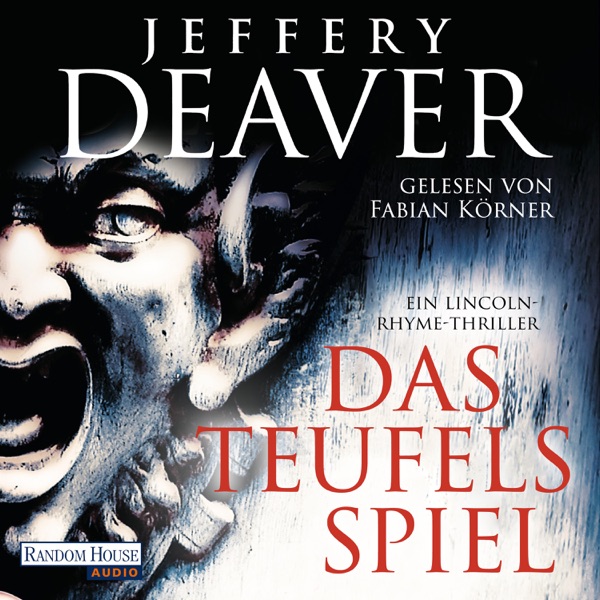 JEFFERY
DEAVER
GELESEN VON
FABIAN KÖRNER
EIN LINCOLN-
RHYME-THRILLER
DAS
TEUFELS
SPIEL
RANDOM HOUSE
AUDIO